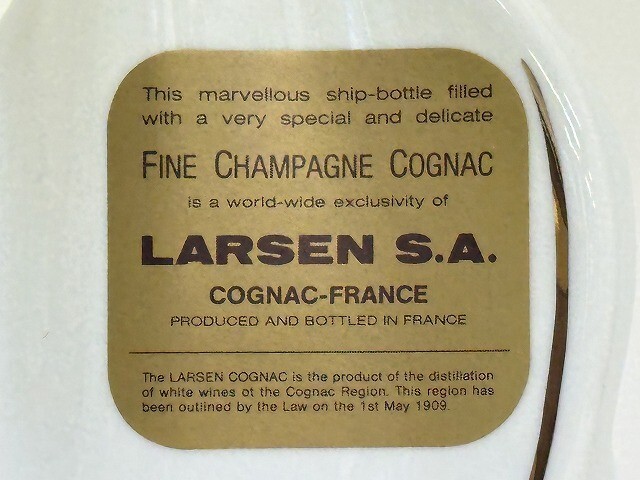 This marvellous ship-bottle filled
with a very special and delicate
FINE CHAMPAGNE COGNAC
is a world-wide exclusivity of
LARSEN S.A.
COGNAC-FRANCE
PRODUCED AND BOTTLED IN FRANCE
The LARSEN COGNAC is the product of the distillation
of white wines ot the Cognac Region. This region has
been outlined by the Law on the 1st May 1909.